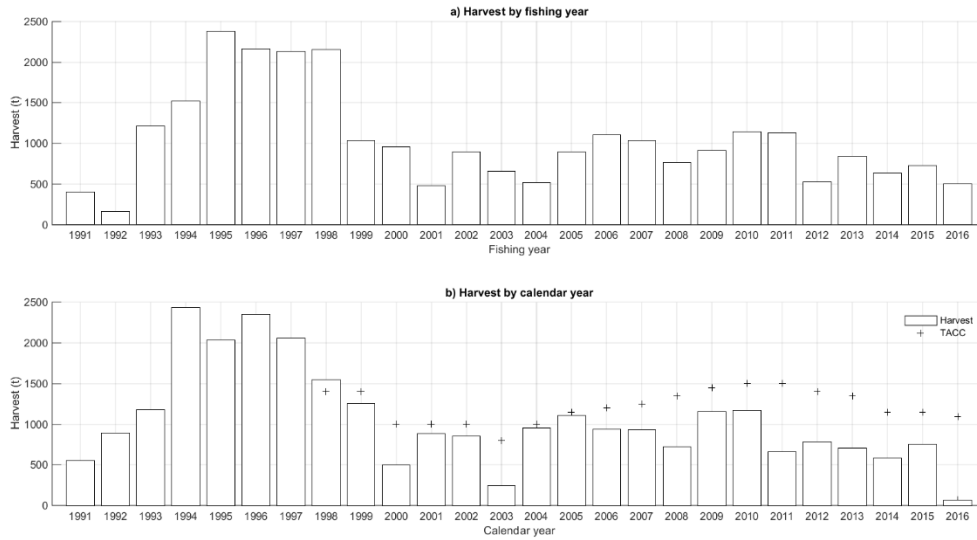 a) Harvest by fishing year
2500
2000
1500
1000
500
0
Harvest (t)
1991 1992 1993 1994 1995 1996 1997 1998 1999 2000 2001 2002 2003 2004 2005 2006 2007 2008 2009 2010 2011 2012 2013 2014 2015 2016
Fishing year
b) Harvest by calendar year
2500
2000
1500
1000
500
0
Harvest (t)
Harvest
TACC
1991 1992 1993 1994 1995 1996 1997 1998 1999 2000 2001 2002 2003 2004 2005 2006 2007 2008 2009 2010 2011 2012 2013 2014 2015 2016
Calendar year